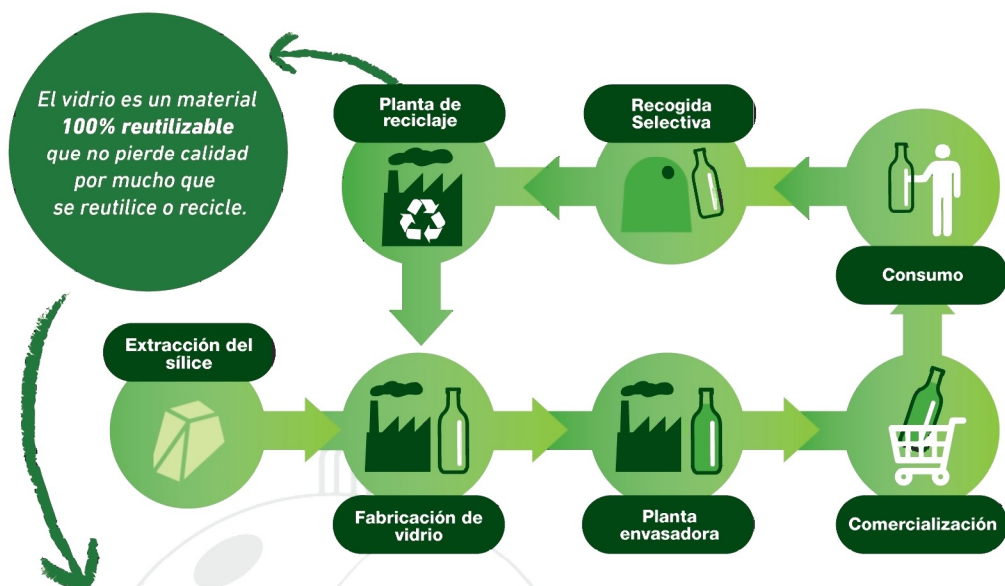 El vidrio es un material
100% reutilizable
que no pierde calidad
por mucho que
se reutilice o recicle.
Planta de
reciclaje
Recogida
Selectiva
Consumo
Extracción del
sílice
Fabricación de
vidrio
Planta
envasadora
Comercialización